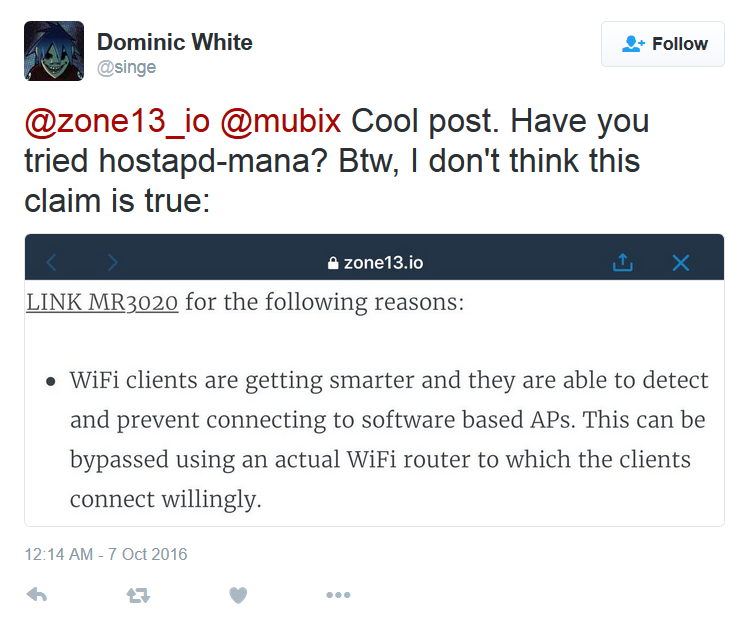 Dominic White
@singe
Follow
@zone13_io @mubix Cool post. Have you
tried hostapd-mana? Btw, I don't think this
claim is true:
zone13.io
LINK MR3020 for the following reasons:
• WiFi clients are getting smarter and they are able to detect
and prevent connecting to software based APs. This can be
bypassed using an actual WiFi router to which the clients
connect willingly.
12:14 AM - 7 Oct 2016